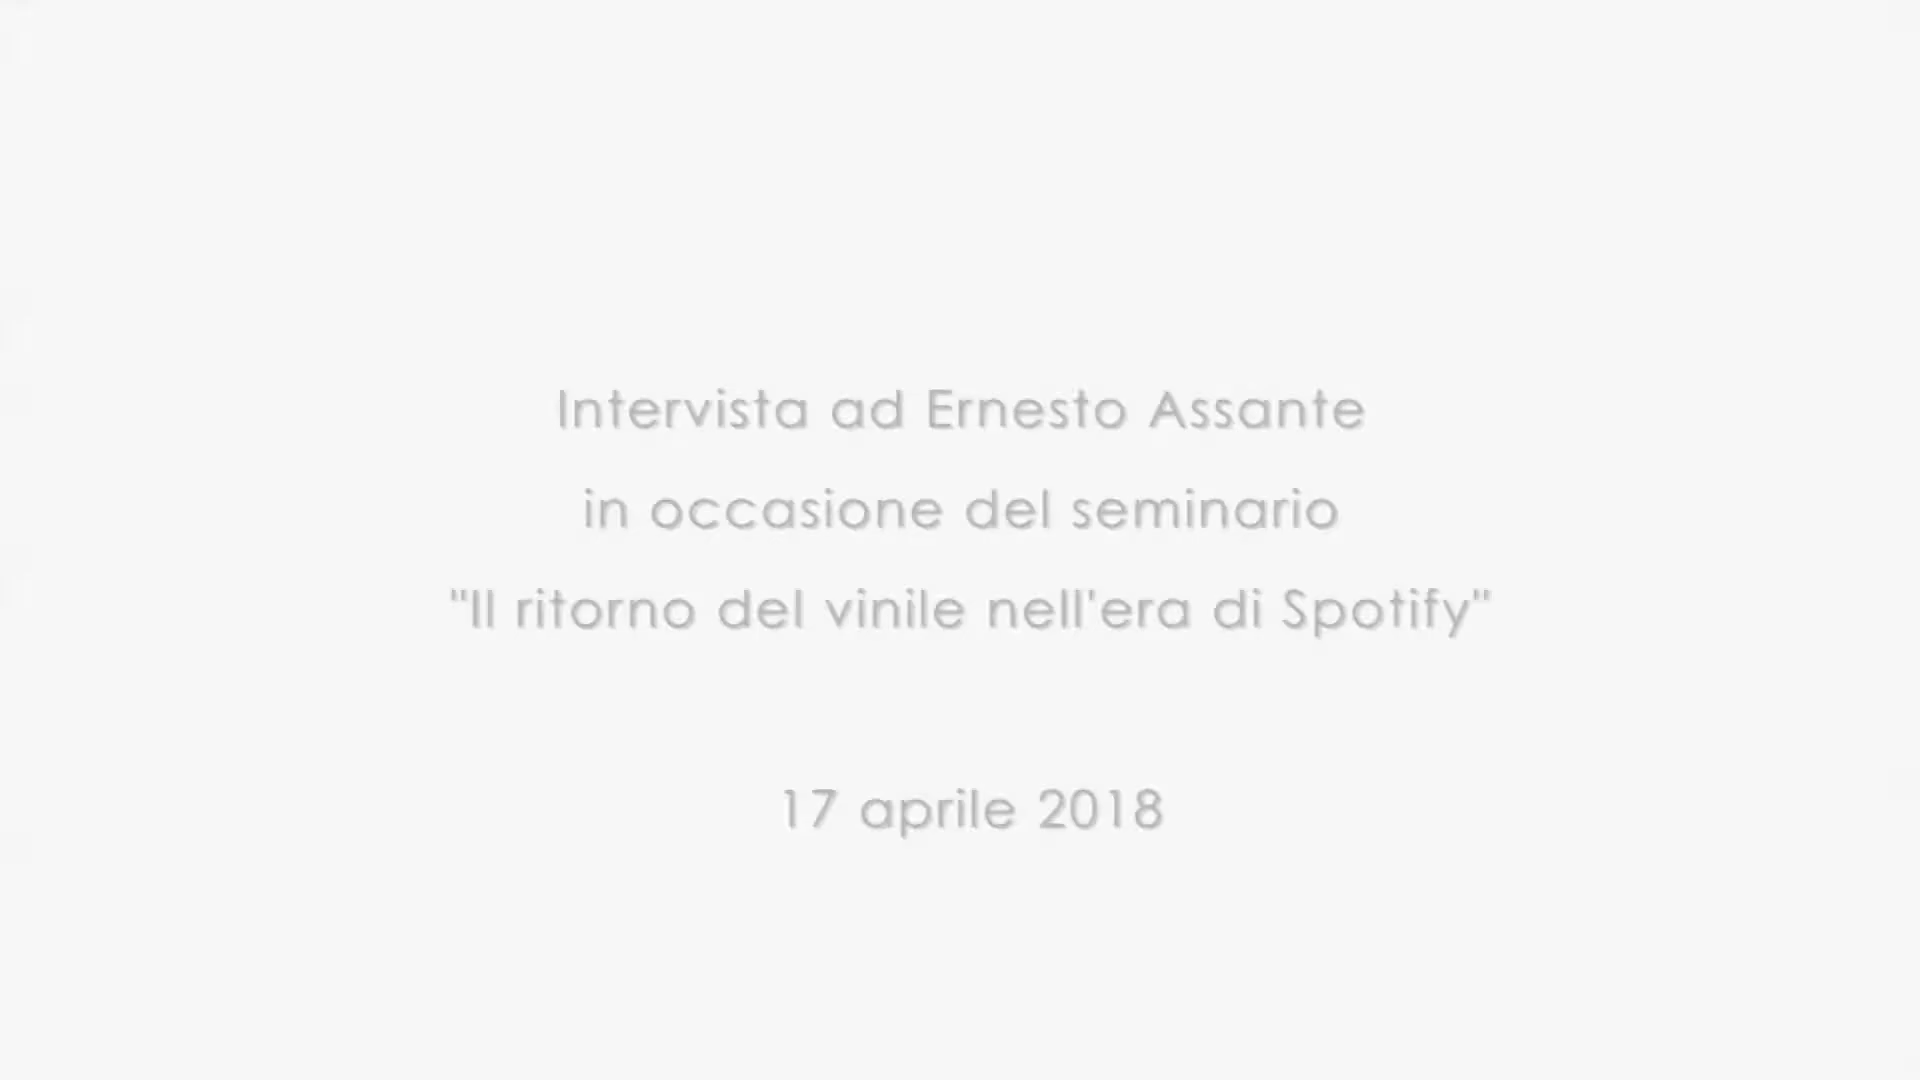 Intervista ad Ernesto Assante
in occasione del seminario
"Il ritorno del vinile nell'era di Spotify"
17 aprile 2018